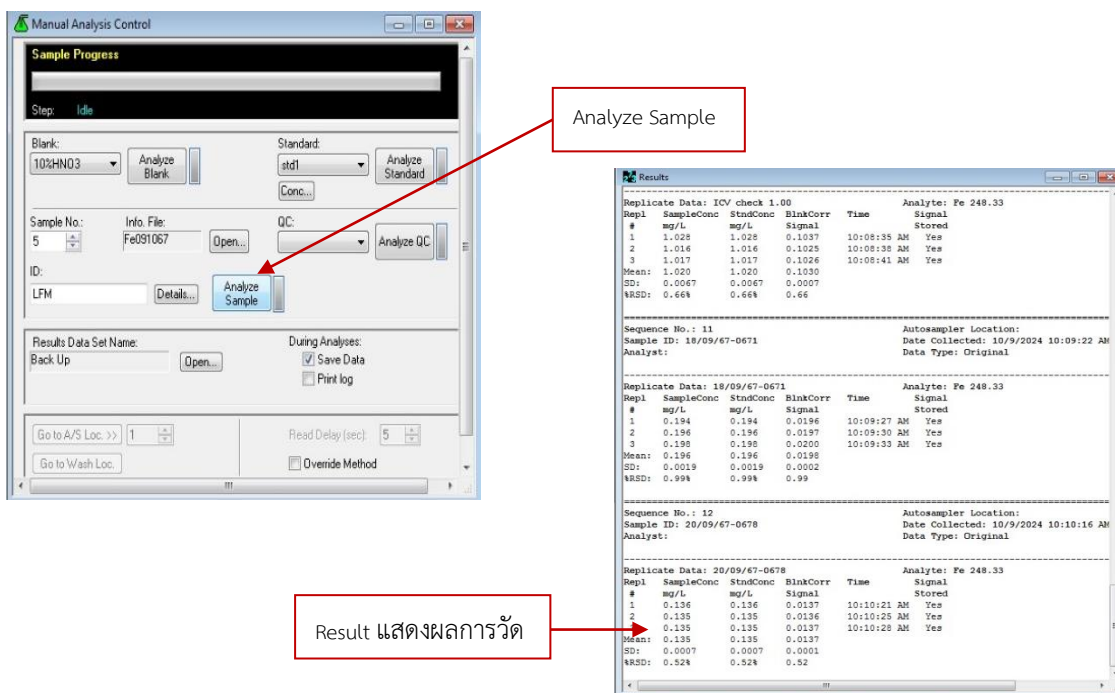 Manual Analysis Control
Sample Progress
Step: Idle
Blank:
10%HNO3
Analyze
Blank
Standard:
std1
Analyze
Standard
Conc...
Sample No.:
5
Info. File:
Fe091067
Open...
QC:
Analyze QC
ID:
LFM
Details...
Analyze
Sample
Results Data Set Name:
Back Up
Open...
During Analyses:
Save Data
Print log
Go to A/S Loc. >>
1
Read Delay (sec):
5
Go to Wash Loc.
Override Method
Analyze Sample
Results
Replicate Data: ICV check 1.00 Analyte: Fe 248.33
Repl SampleConc StndConc BlnkCorr Time Signal
# mg/L mg/L Signal Stored
1 1.028 1.028 0.1037 10:08:35 AM Yes
2 1.016 1.016 0.1025 10:08:38 AM Yes
3 1.017 1.017 0.1026 10:08:41 AM Yes
Mean: 1.020 1.020 0.1030
SD: 0.0067 0.0067 0.0007
%RSD: 0.66% 0.66% 0.66
Sequence No.: 11 Autosampler Location:
Sample ID: 18/09/67-0671 Date Collected: 10/9/2024 10:09:22 AM
Analyst: Data Type: Original
Replicate Data: 18/09/67-0671 Analyte: Fe 248.33
Repl SampleConc StndConc BlnkCorr Time Signal
# mg/L mg/L Signal Stored
1 0.194 0.194 0.0196 10:09:27 AM Yes
2 0.196 0.196 0.0197 10:09:30 AM Yes
3 0.198 0.198 0.0200 10:09:33 AM Yes
Mean: 0.196 0.196 0.0198
SD: 0.0019 0.0019 0.0002
%RSD: 0.99% 0.99% 0.99
Sequence No.: 12 Autosampler Location:
Sample ID: 20/09/67-0678 Date Collected: 10/9/2024 10:10:16 AM
Analyst: Data Type: Original
Replicate Data: 20/09/67-0678 Analyte: Fe 248.33
Repl SampleConc StndConc BlnkCorr Time Signal
# mg/L mg/L Signal Stored
1 0.136 0.136 0.0137 10:10:21 AM Yes
2 0.135 0.135 0.0136 10:10:25 AM Yes
0.135 0.135 0.0137 10:10:28 AM Yes
Mean: 0.135 0.135 0.0137
SD: 0.0007 0.0007 0.0001
%RSD: 0.52% 0.52% 0.52
Result แสดงผลการวัด